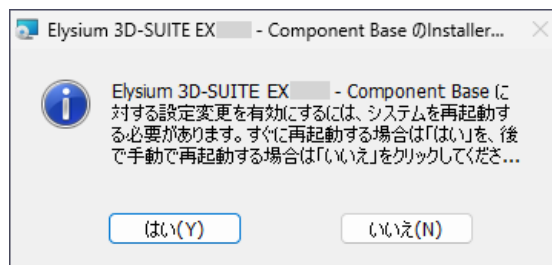 Elysium 3D-SUITE EX - Component Base のInstaller...
Elysium 3D-SUITE EX - Component Base に
対する設定変更を有効にするには、システムを再起動す
る必要があります。すぐに再起動する場合は「はい」を、後
で手動で再起動する場合は「いいえ」をクリックしてくださ...
はい(Y)
いいえ(N)